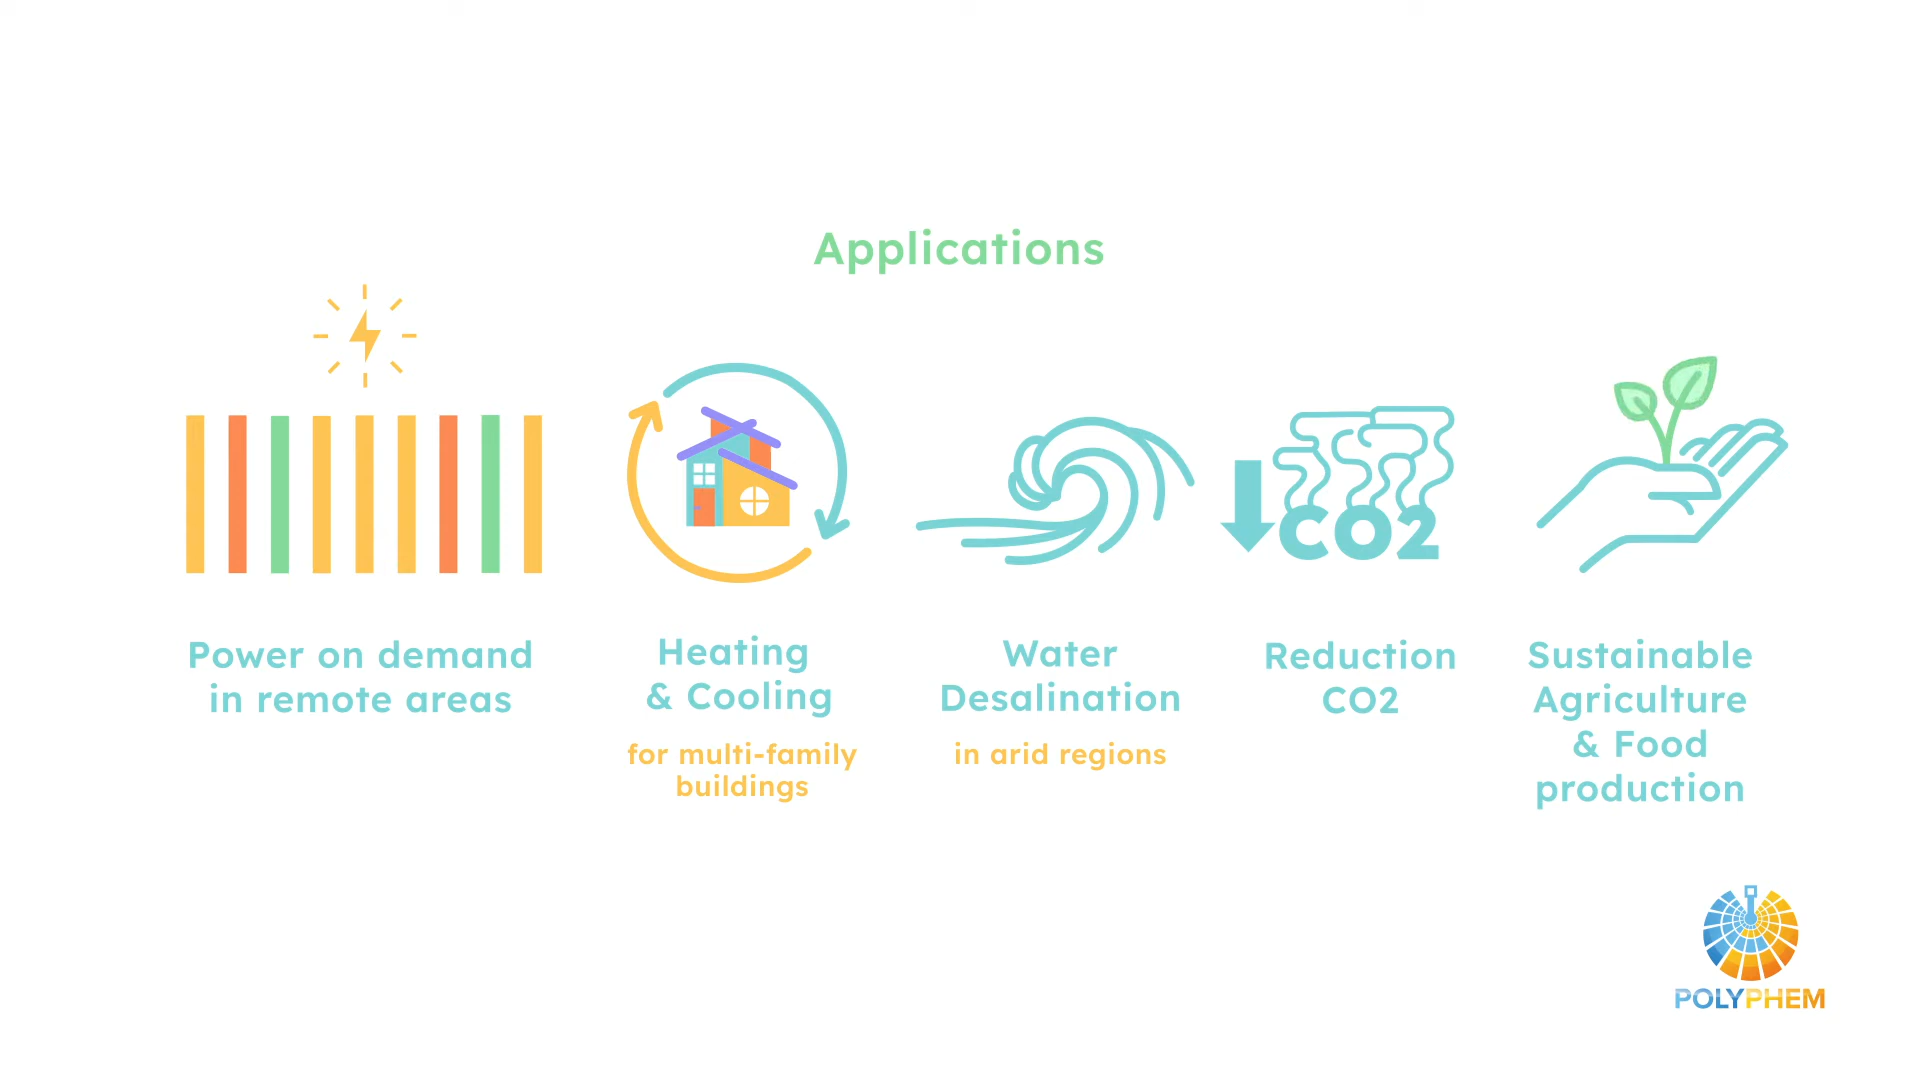 Applications
CO2
Power on demand
in remote areas
Heating
& Cooling
for multi-family
buildings
Water
Desalination
in arid regions
Reduction
CO2
Sustainable
Agriculture
& Food
production
POLYPHEM